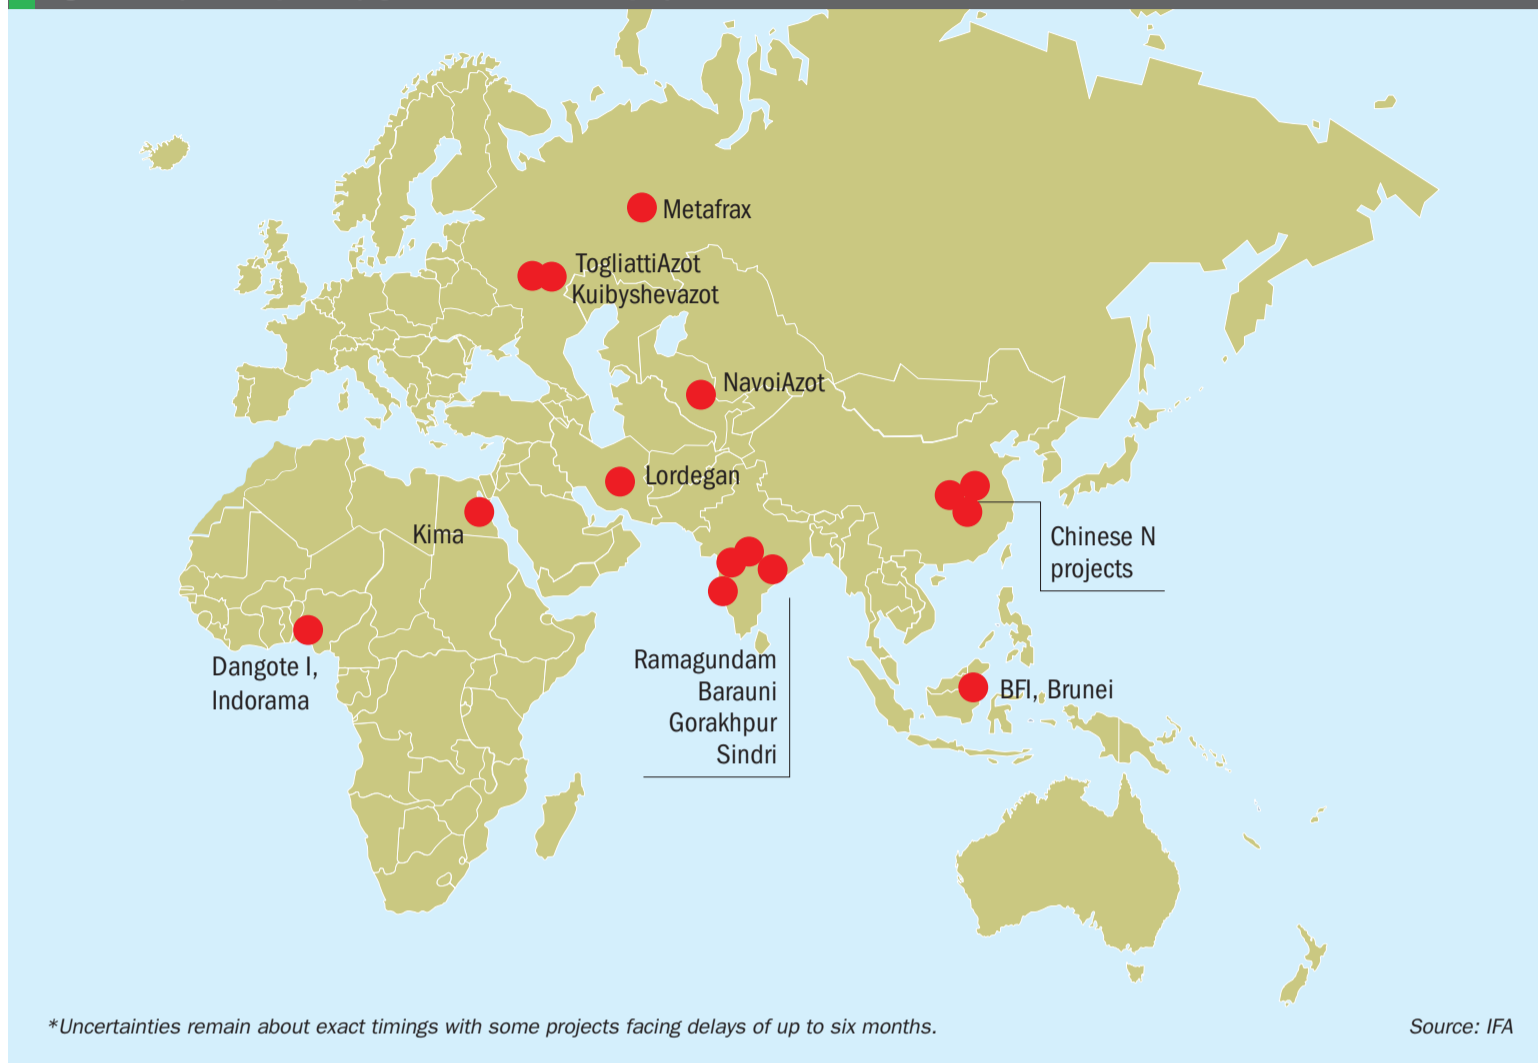 Metafrax
TogliattiAzot
Kuibyshevazot
NavoiAzot
Lordegan
Kima
Chinese N
projects
Dangote I,
Indorama
Ramagundam
Barauni
Gorakhpur
Sindri
BFI, Brunei
*Uncertainties remain about exact timings with some projects facing delays of up to six months.
Source: IFA